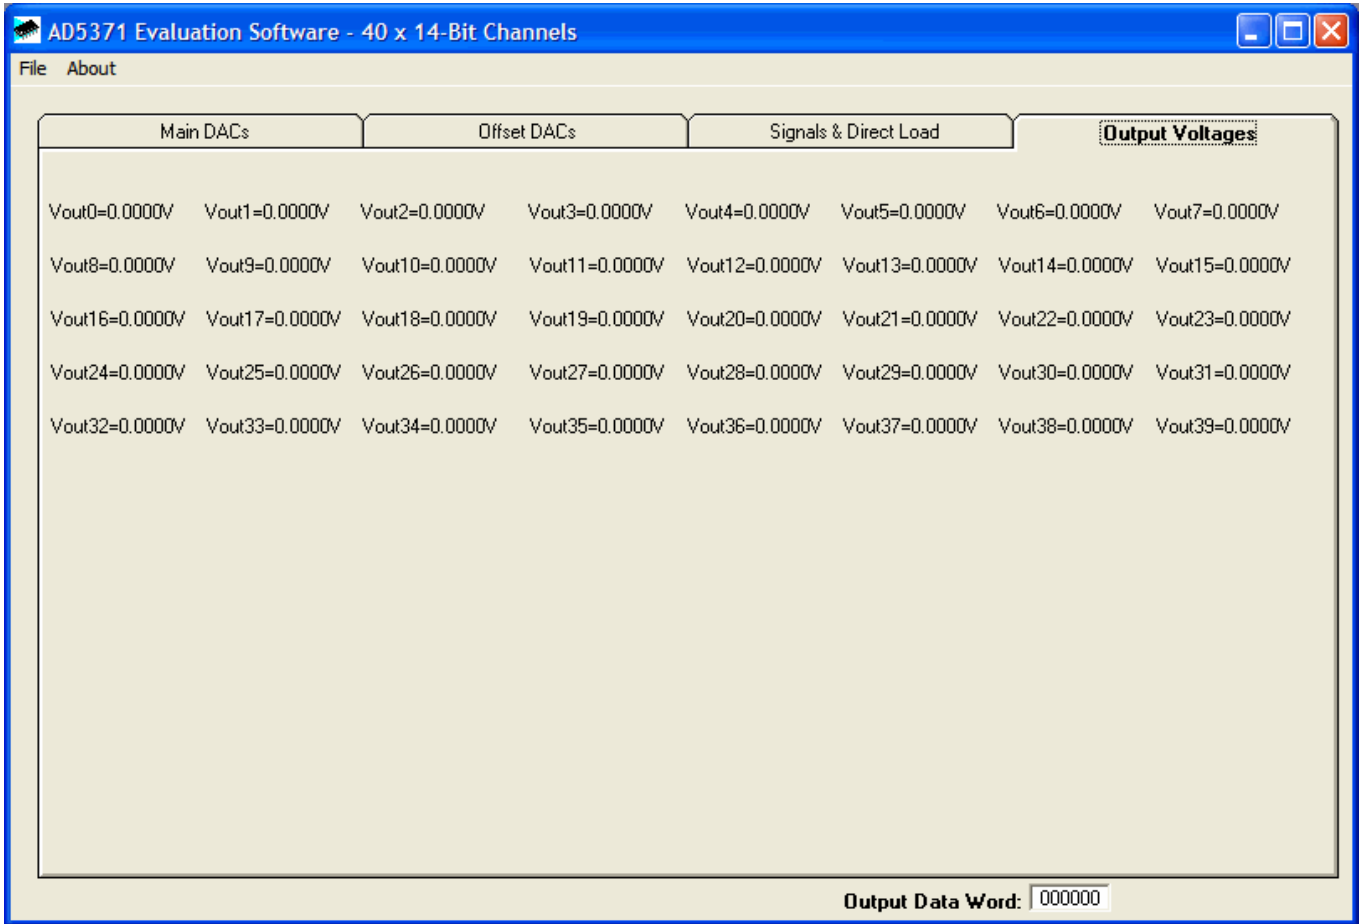 AD5371 Evaluation Software - 40 x 14-Bit Channels
File About
Main DACs Offset DACs Signals & Direct Load Output Voltages
Vout0=0.0000V Vout1=0.0000V Vout2=0.0000V Vout3=0.0000V Vout4=0.0000V Vout5=0.0000V Vout6=0.0000V Vout7=0.0000V
Vout8=0.0000V Vout9=0.0000V Vout10=0.0000V Vout11=0.0000V Vout12=0.0000V Vout13=0.0000V Vout14=0.0000V Vout15=0.0000V
Vout16=0.0000V Vout17=0.0000V Vout18=0.0000V Vout19=0.0000V Vout20=0.0000V Vout21=0.0000V Vout22=0.0000V Vout23=0.0000V
Vout24=0.0000V Vout25=0.0000V Vout26=0.0000V Vout27=0.0000V Vout28=0.0000V Vout29=0.0000V Vout30=0.0000V Vout31=0.0000V
Vout32=0.0000V Vout33=0.0000V Vout34=0.0000V Vout35=0.0000V Vout36=0.0000V Vout37=0.0000V Vout38=0.0000V Vout39=0.0000V
Output Data Word: 000000